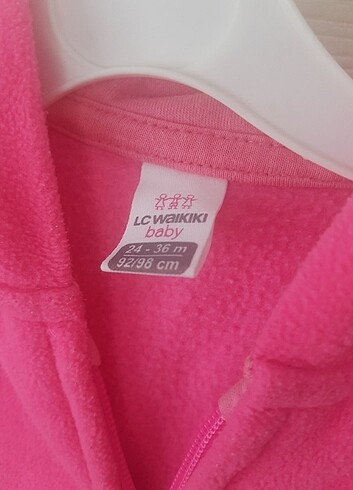 LC WAIKIKI
baby
24 - 36 m
92/98 cm